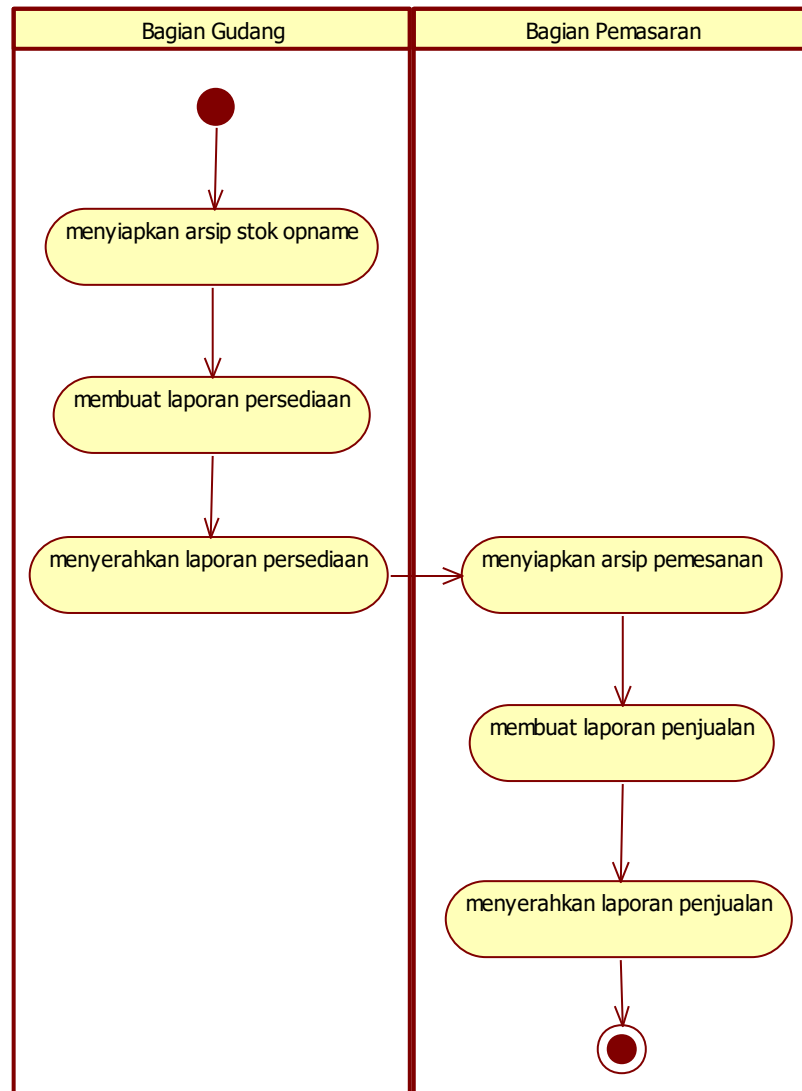 Bagian Gudang
Bagian Pemasaran
menyiapkan arsip stok opname
membuat laporan persediaan
menyerahkan laporan persediaan
menyiapkan arsip pemesanan
membuat laporan penjualan
menyerahkan laporan penjualan